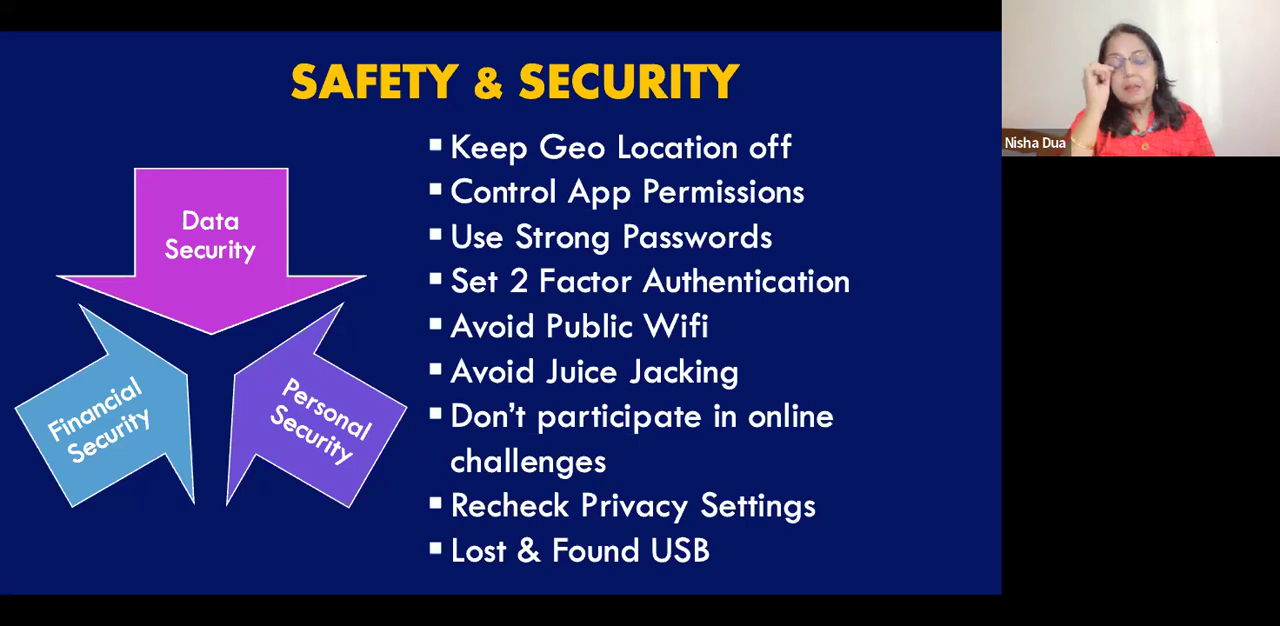 SAFETY & SECURITY
Data
Security
Financial
Security
Personal
Security
Keep Geo Location off
Control App Permissions
Use Strong Passwords
Set 2 Factor Authentication
Avoid Public Wifi
Avoid Juice Jacking
Don't participate in online
challenges
Recheck Privacy Settings
Lost & Found USB
Nisha Dua